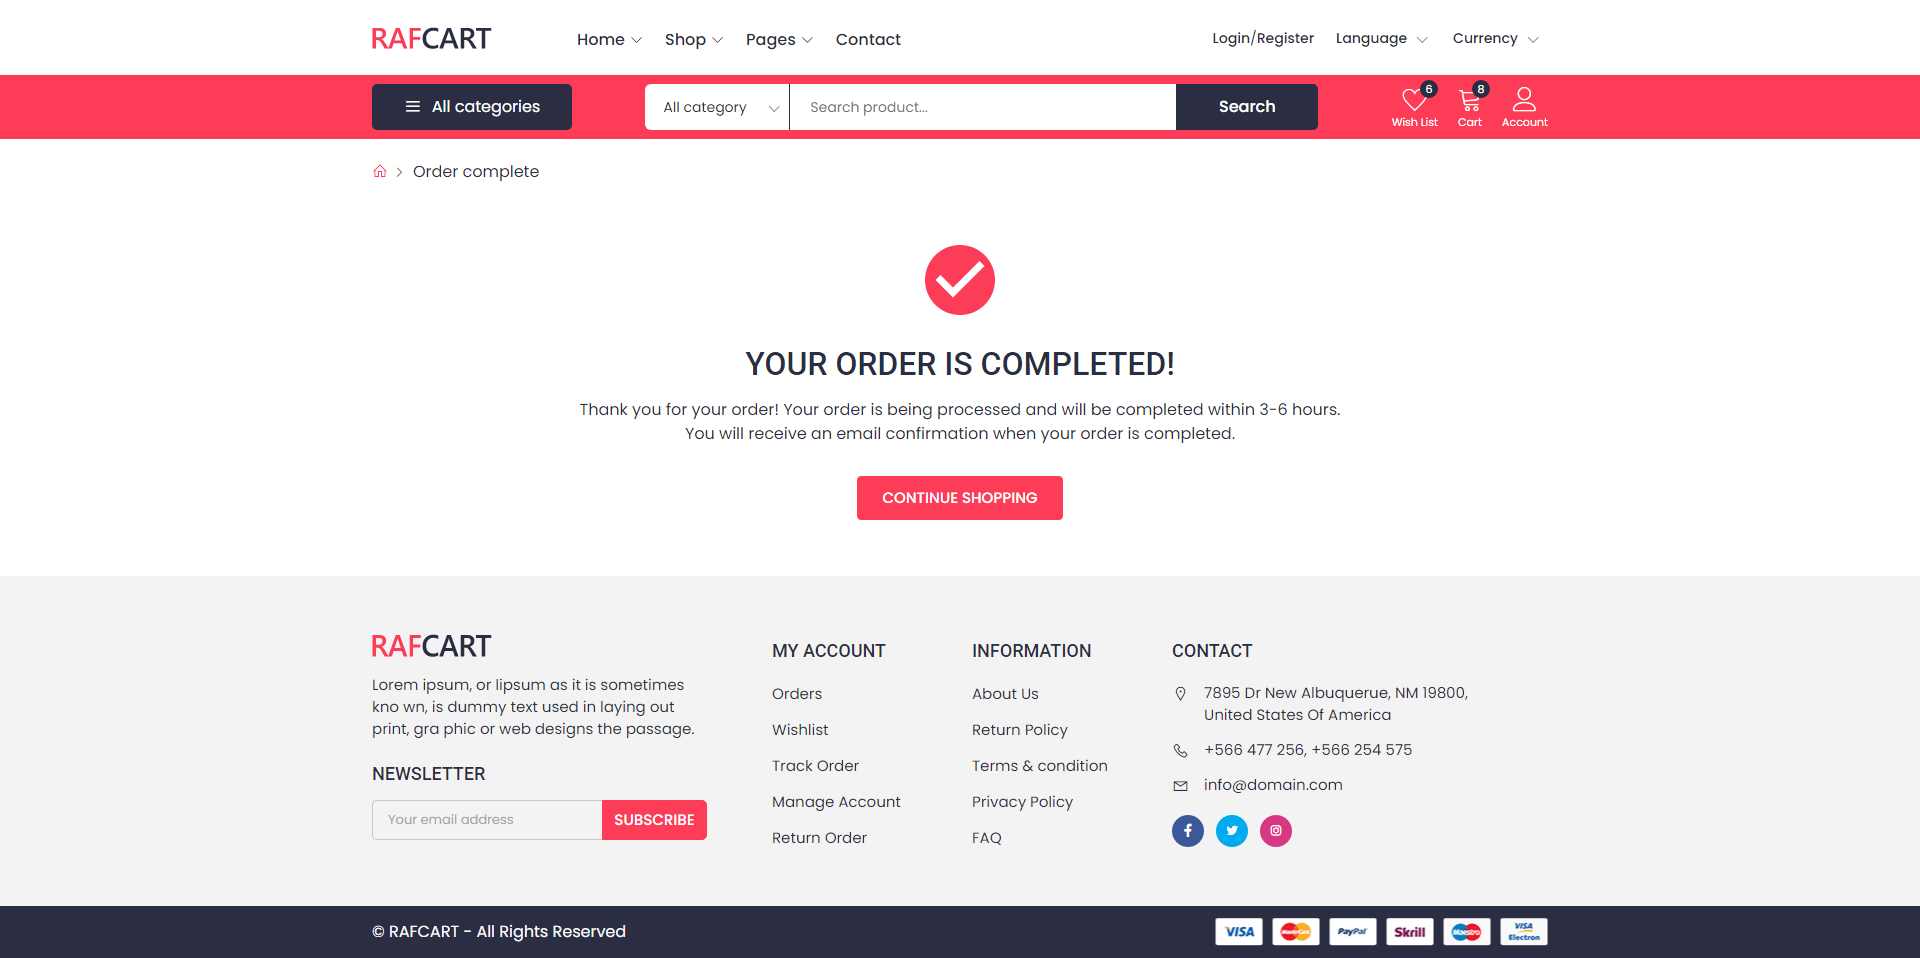 RAFCART
Home Shop Pages Contact
Login/Register Language Currency
All categories
All category Search product... Search
6 8
Wish List Cart Account
Order complete
YOUR ORDER IS COMPLETED!
Thank you for your order! Your order is being processed and will be completed within 3-6 hours.
You will receive an email confirmation when your order is completed.
CONTINUE SHOPPING
RAFCART
Lorem ipsum, or lipsum as it is sometimes
kno wn, is dummy text used in laying out
print, gra phic or web designs the passage.
NEWSLETTER
Your email address SUBSCRIBE
MY ACCOUNT
Orders
Wishlist
Track Order
Manage Account
Return Order
INFORMATION
About Us
Return Policy
Terms & condition
Privacy Policy
FAQ
CONTACT
7895 Dr New Albuquerue, NM 19800,
United States Of America
+566 477 256, +566 254 575
info@domain.com
© RAFCART - All Rights Reserved
VISA MasterCard PayPal Skrill Maestro VISA
Electron